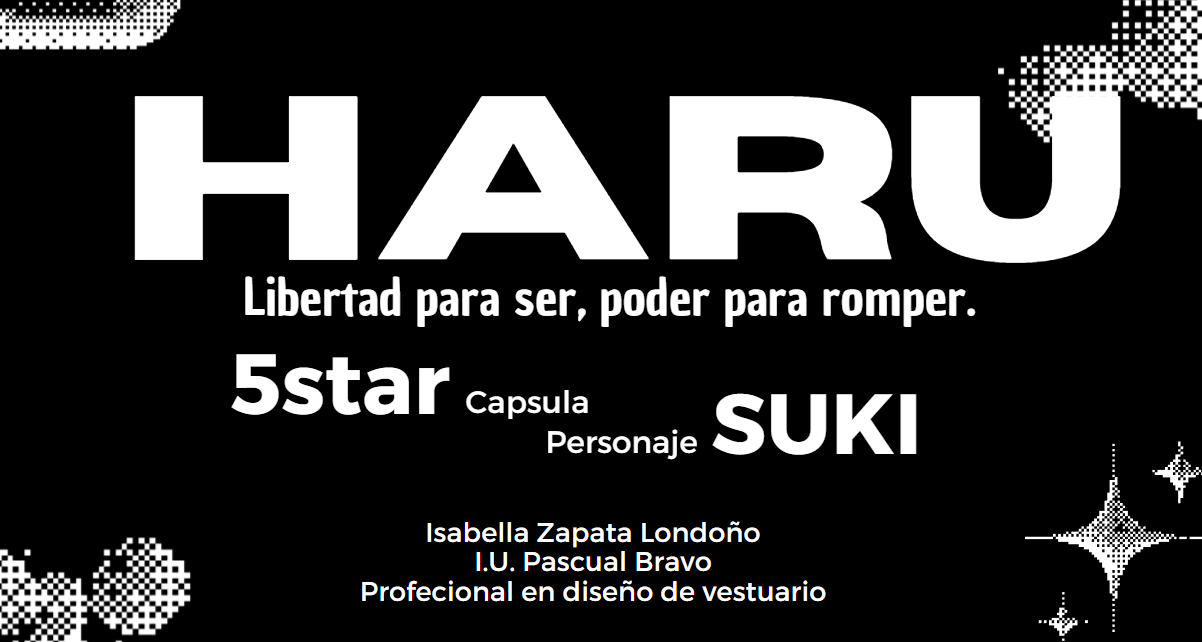 HARU
Libertad para ser, poder para romper.
5star Capsula
Personaje SUKI
Isabella Zapata Londoño
I.U. Pascual Bravo
Profecional en diseño de vestuario